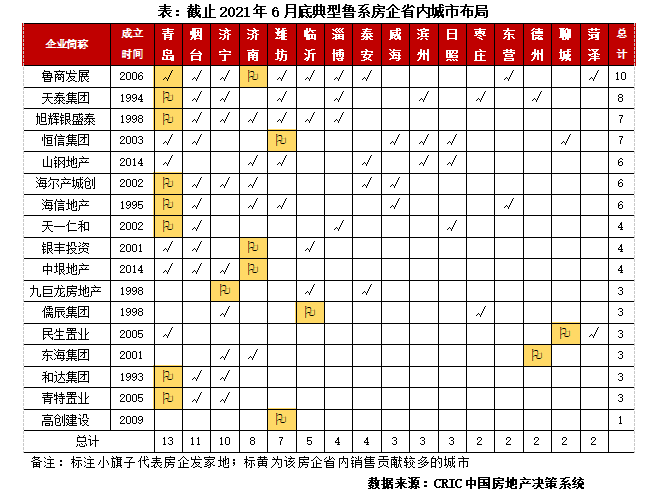 表：截止 2021 年 6 月底典型鲁系房企省内城市布局
企业简称 成立时间 青岛 烟台 济宁 济南 潍坊 临沂 淄博 泰安 威海 滨州 日照 枣庄 东营 德州 聊城 菏泽 总计
鲁商发展 2006 √ √ √ √ √ √ √ √ √ 10
天泰集团 1994 √ √ √ √ √ √ √ 8
旭辉银盛泰 1998 √ √ √ √ √ √ 7
恒信集团 2003 √ √ √ √ √ √ 7
山钢地产 2014 √ √ √ √ √ √ 6
海尔产城创 2002 √ √ √ √ √ 6
海信地产 1995 √ √ √ √ √ 6
天一仁和 2002 √ √ √ 4
银丰投资 2001 √ √ √ 4
中垠地产 2014 √ √ √ 4
九巨龙房地产 1998 √ √ 3
儒辰集团 1998 √ √ 3
民生置业 2005 √ √ 3
东海集团 2001 √ √ 3
和达集团 1993 √ √ 3
青特置业 2005 √ √ 3
高创建设 2009 1
总计 13 11 10 8 7 5 4 4 3 3 3 2 2 2 2 2
备注：标注小旗子代表房企发家地；标黄为该房企省内销售贡献较多的城市
数据来源：CRIC 中国房地产决策系统